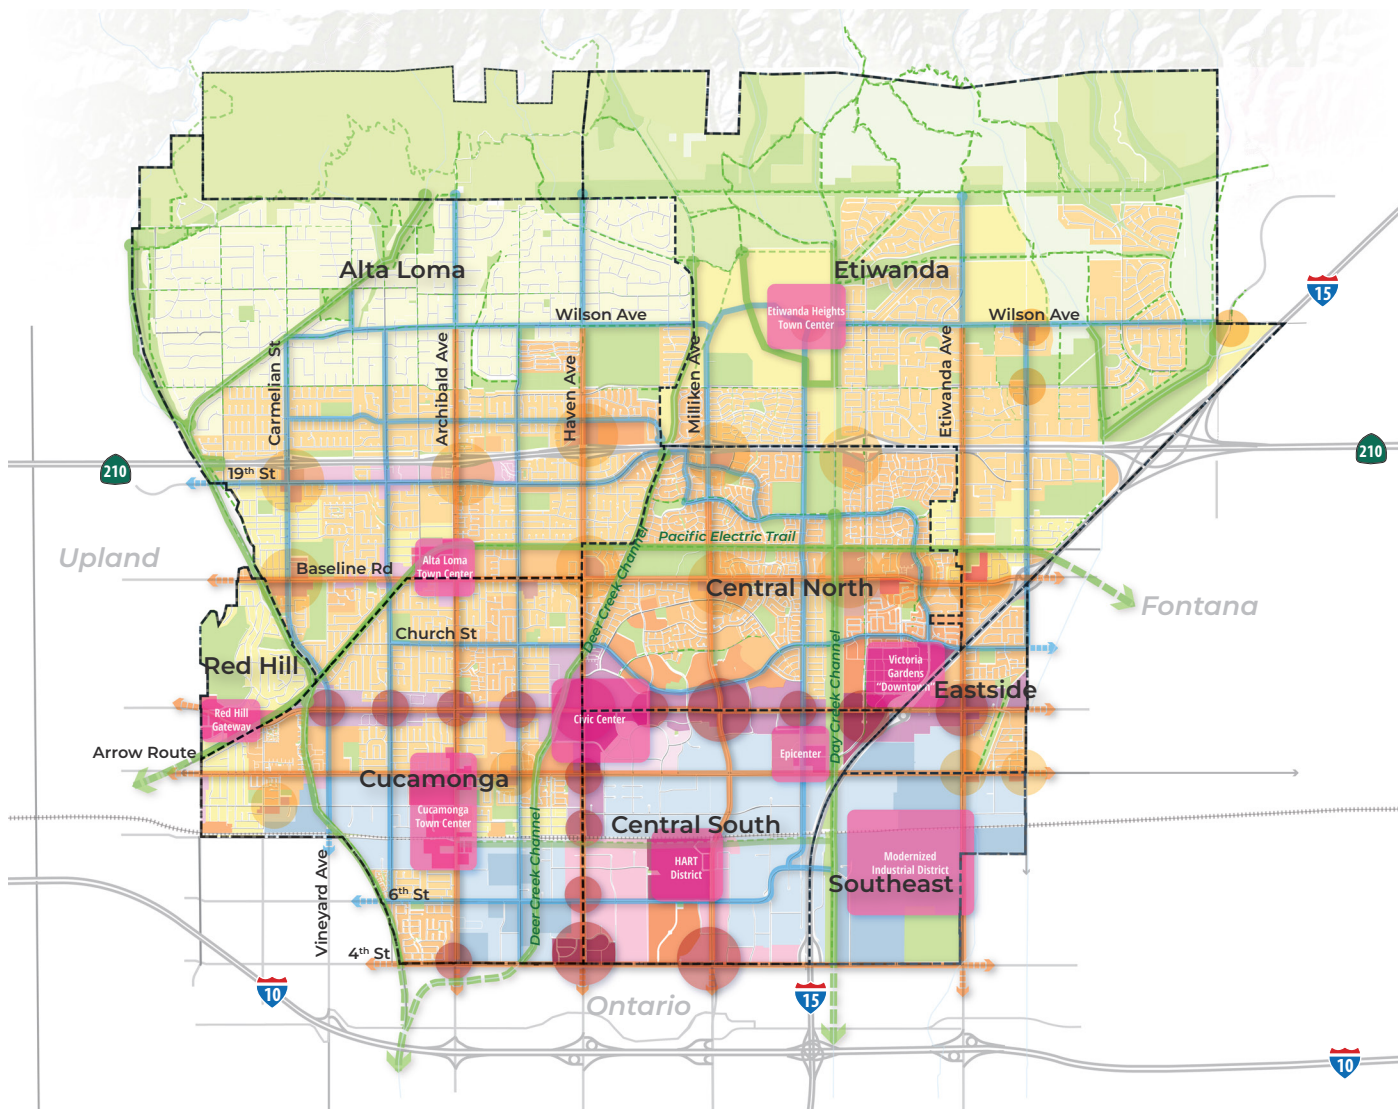 Alta Loma
Etiwanda
15
Etiwanda Heights
Town Center
Wilson Ave
Wilson Ave
Carmelian St
Archibald Ave
Haven Ave
Milliken Ave
Etiwanda Ave
210
19th St
210
Upland
Pacific Electric Trail
Alta Loma
Town Center
Baseline Rd
Central North
Fontana
Deer Creek Channel
Church St
Red Hill
Victoria
Gardens
“Downtown”
Eastside
Red Hill
Gateway
Civic Center
Day Creek Channel
Arrow Route
Epicenter
Cucamonga
Cucamonga
Town Center
Central South
HART
District
Modernized
Industrial District
Southeast
Deer Creek Channel
6th St
Vineyard Ave
4th St
10
Ontario
15
10